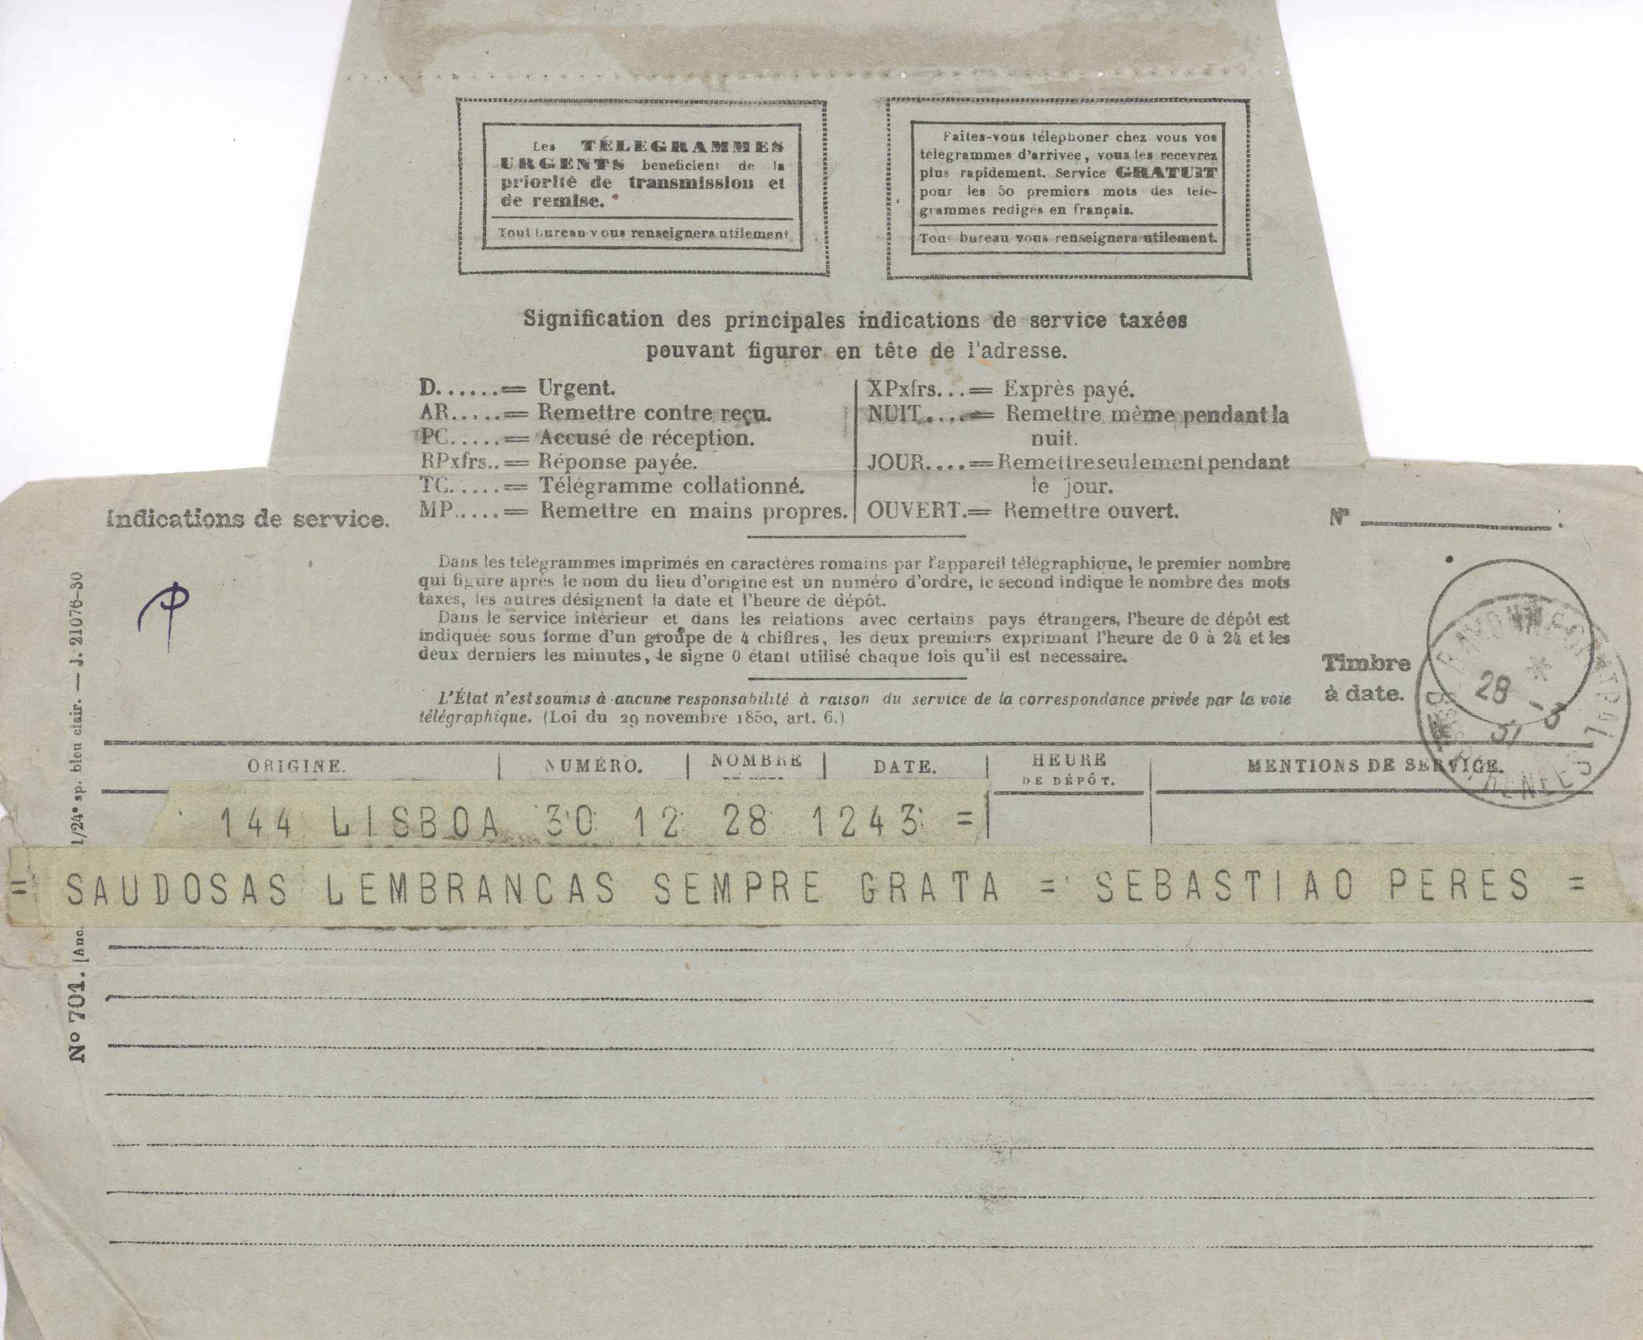 Les TÉLÉGRAMMES
URGENTS bénéficient de la
priorité de transmission et
de remise.
Tout bureau vous renseignera utilement.
Faites-vous téléphoner chez vous vos
télégrammes d'arrivée, vous les recevrez
plus rapidement. Service GRATUIT
pour les 50 premiers mots des télé-
grammes rédigés en français.
Tout bureau vous renseignera utilement.
Signification des principales indications de service taxées
pouvant figurer en tête de l'adresse.
D......= Urgent.
AR.....= Remettre contre reçu.
PC.....= Accusé de réception.
RPxfrs..= Réponse payée.
TC.....= Télégramme collationné.
MP.....= Remettre en mains propres.
XPxfrs...= Exprès payé.
NUIT....= Remettre même pendant la
nuit.
JOUR....= Remettre seulement pendant
le jour.
OUVERT.= Remettre ouvert.
Indications de service.
N°
Dans les télégrammes imprimés en caractères romains par l'appareil télégraphique, le premier nombre
qui figure après le nom du lieu d'origine est un numéro d'ordre, le second indique le nombre des mots
taxés, les autres désignent la date et l'heure de dépôt.
Dans le service intérieur et dans les relations avec certains pays étrangers, l'heure de dépôt est
indiquée sous forme d'un groupe de 4 chiffres, les deux premiers exprimant l'heure de 0 à 24 et les
deux derniers les minutes, le signe 0 étant utilisé chaque fois qu'il est nécessaire.
L'État n'est soumis à aucune responsabilité à raison du service de la correspondance privée par la voie
télégraphique. (Loi du 29 novembre 1850, art. 6.)
Timbre
à date.
28 -3
31
ORIGINE. NUMÉRO. NOMBRE DATE. HEURE
DE DÉPÔT. MENTIONS DE SERVICE.
144 LISBOA 30 12 28 1243 =
= SAUDOSAS LEMBRANCAS SEMPRE GRATA = SEBASTIAO PERES =
N° 701. [Anc. 1/24e sp. bleu clair. — J. 21076-30